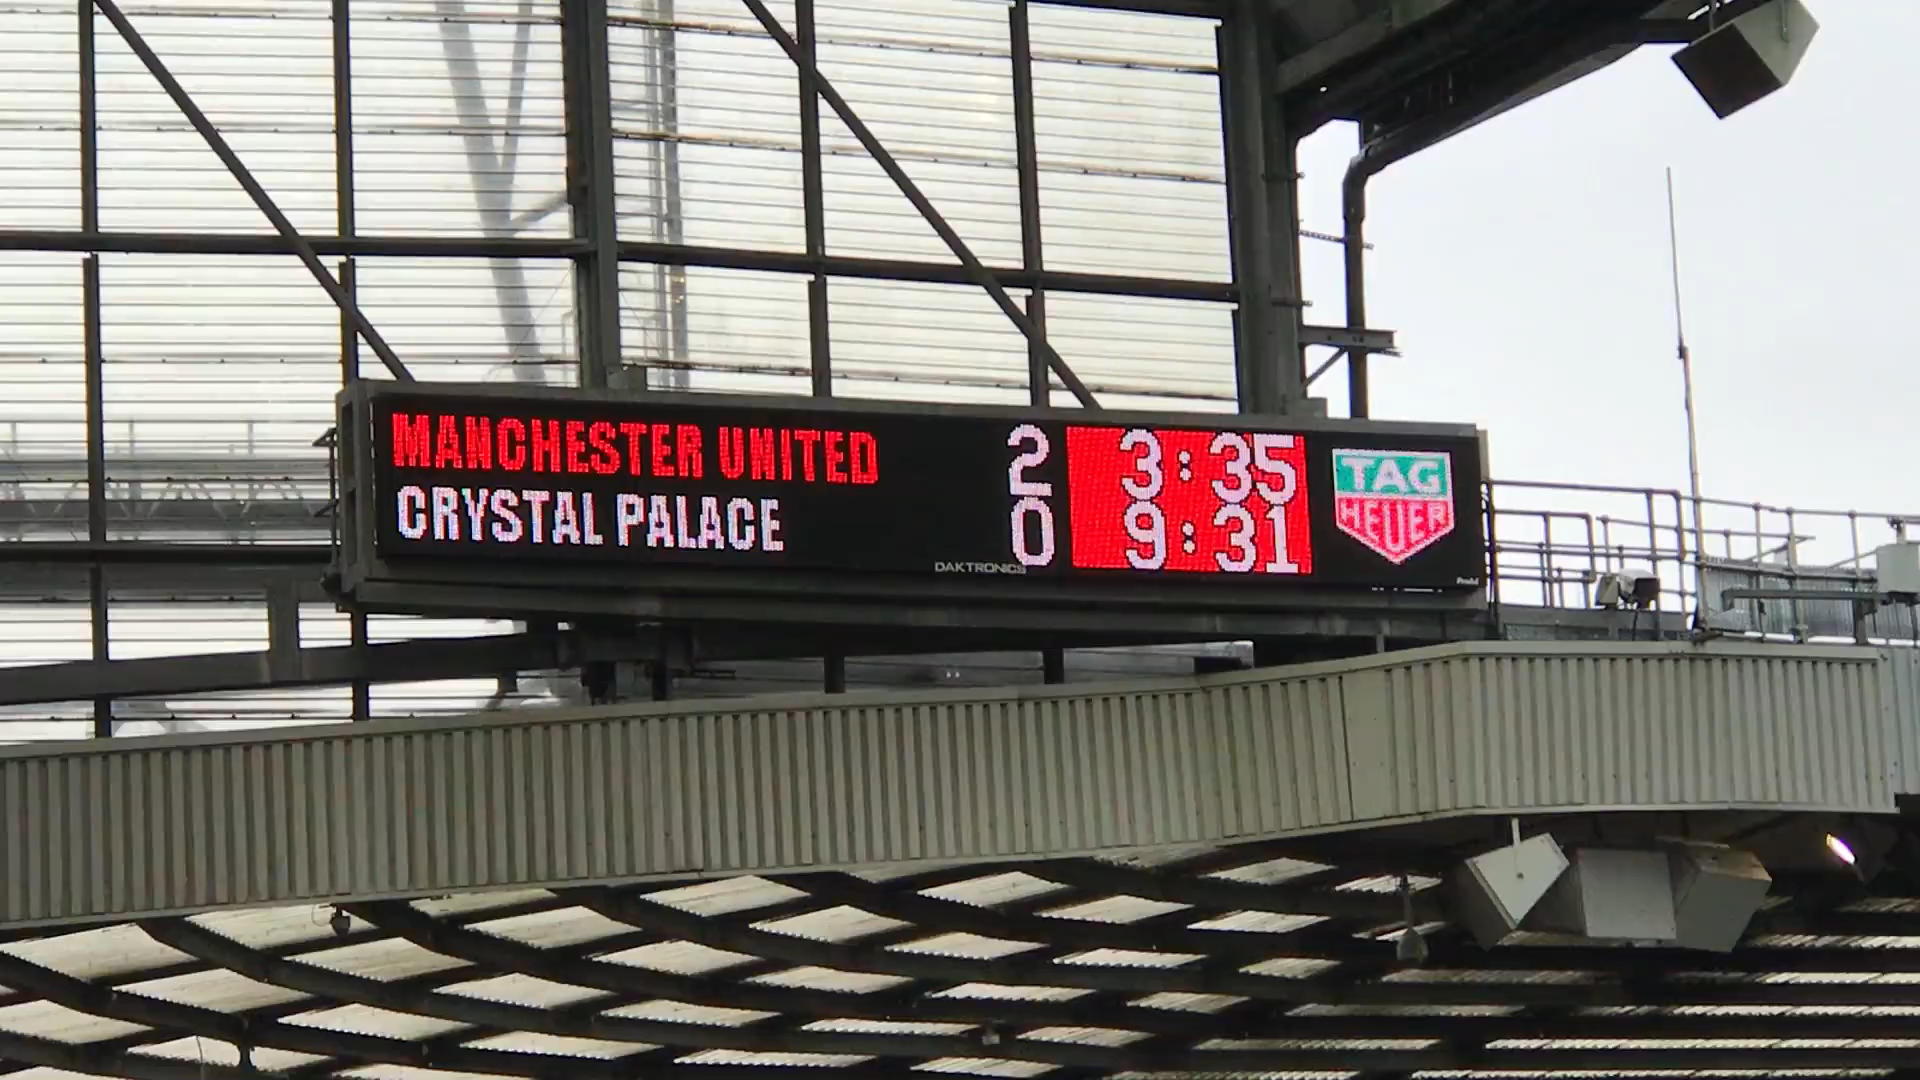 MANCHESTER UNITED 2 3:35
CRYSTAL PALACE 0 9:31
TAG
HEUER
DAKTRONICS